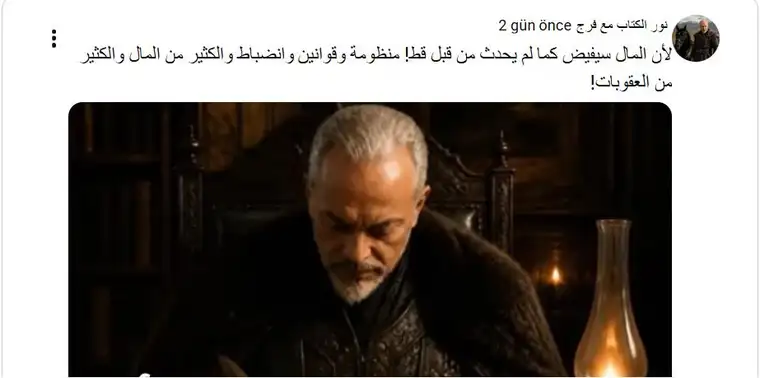 نور الكتاب مع فرج 2 gün önce
لأن المال سيفيض كما لم يحدث من قبل قط! منظومة وقوانين وانضباط والكثير من المال والكثير
من العقوبات!